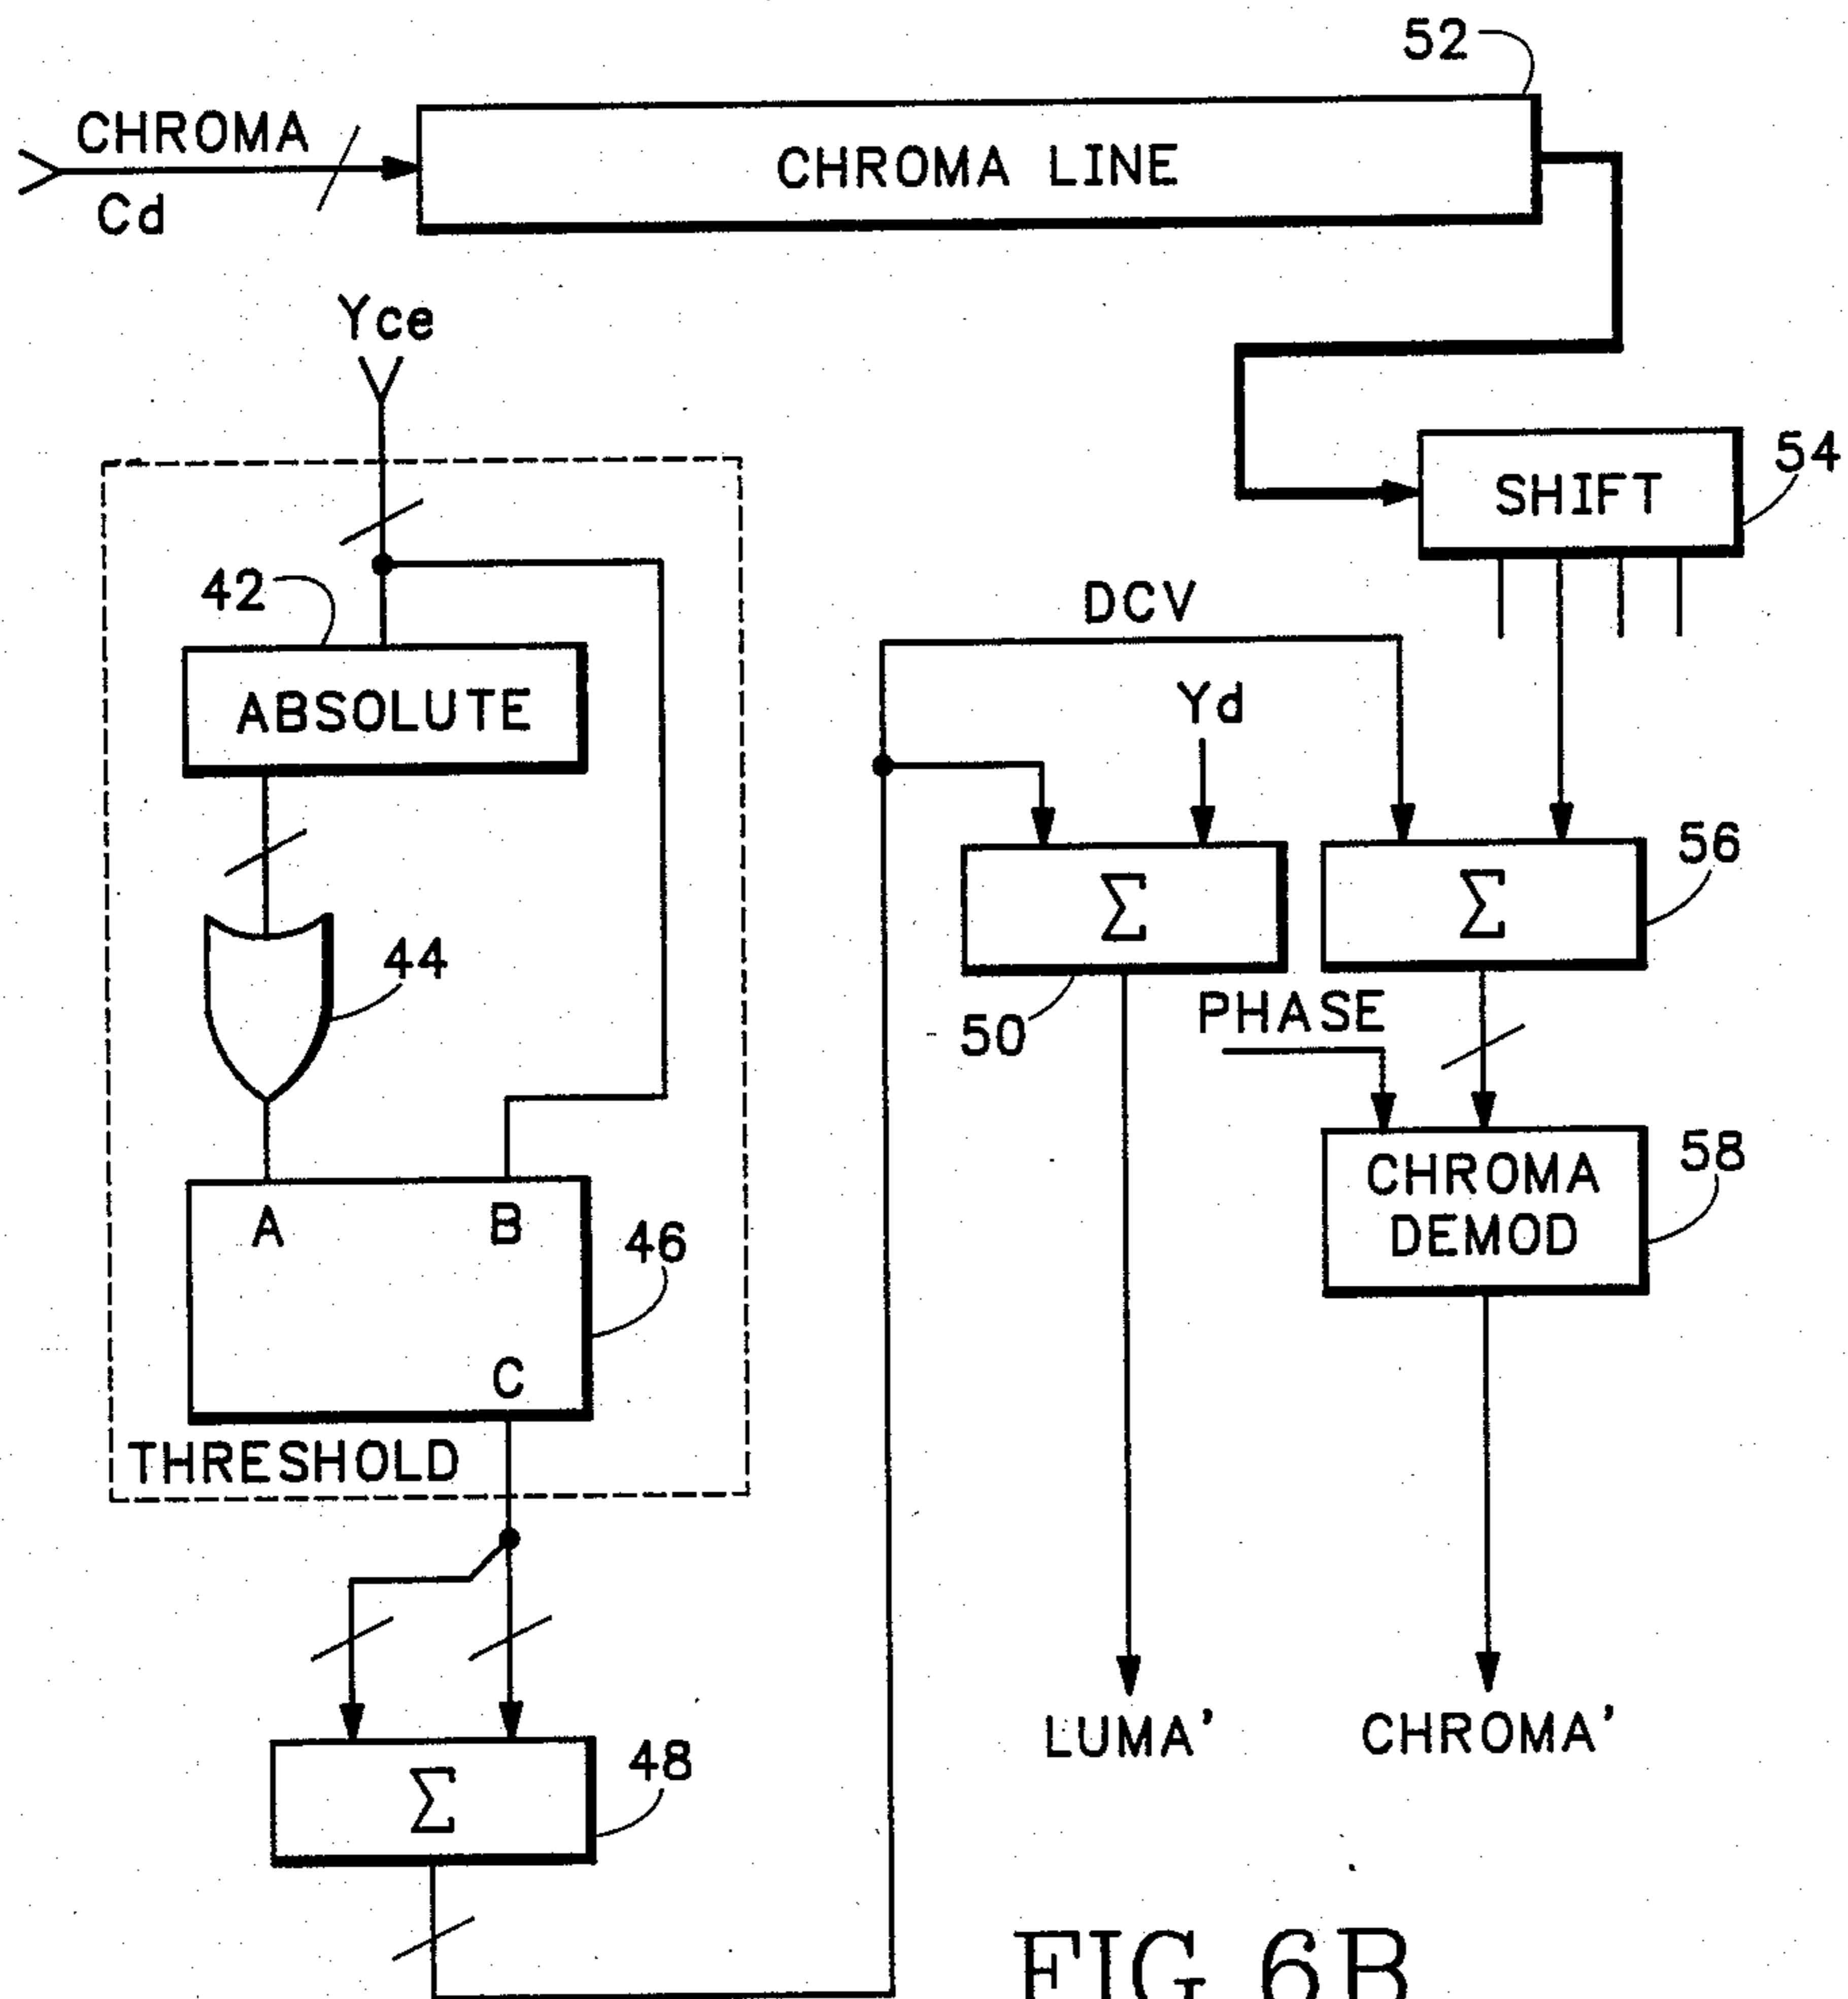 52
CHROMA
CHROMA LINE
Cd
Yce
54
SHIFT
42
DCV
ABSOLUTE
Yd
56
Σ
Σ
44
PHASE
50
58
CHROMA
DEMOD
A
B
46
C
THRESHOLD
LUMA'
CHROMA'
48
Σ
FIG 6B